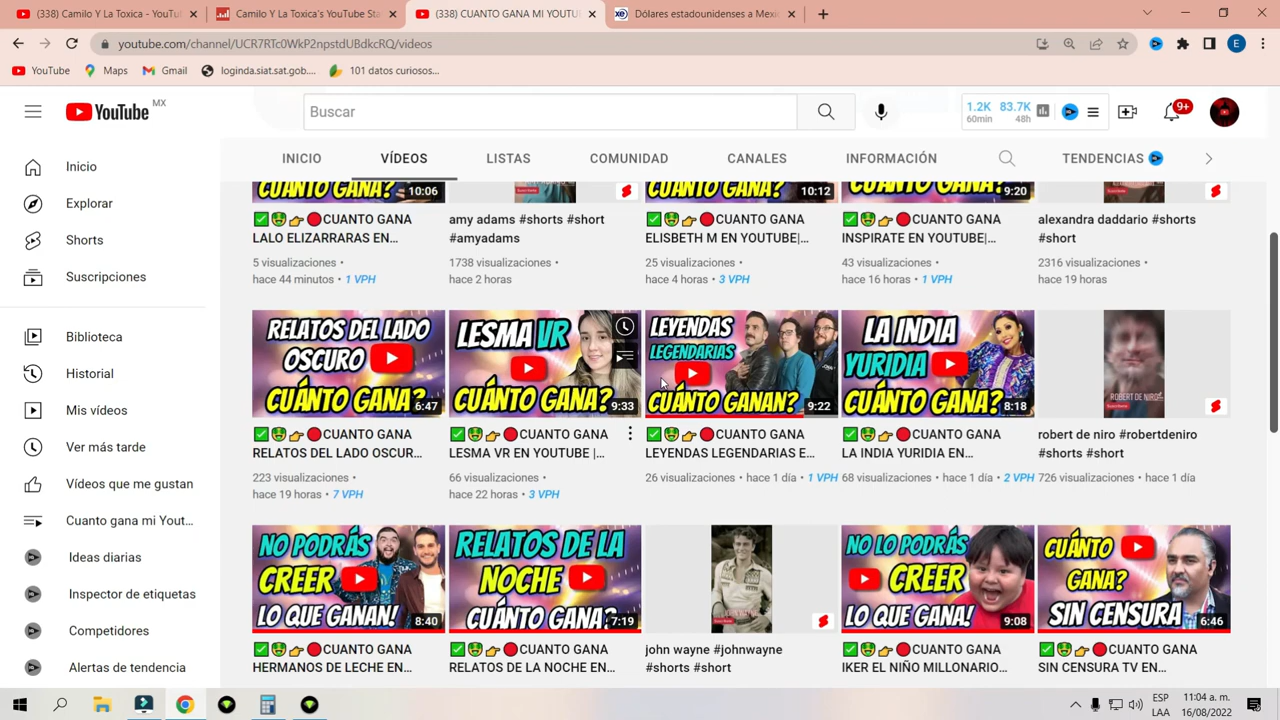 (338) Camilo Y La Toxica - YouTu
Camilo Y La Toxica's YouTube Sta
(338) CUANTO GANA MI YOUTU
Dólares estadounidenses a Mexic
youtube.com/channel/UCR7RTc0WkP2npstdUBdkcRQ/videos
E
YouTube
Maps
Gmail
loginda.siat.sat.gob....
101 datos curiosos...
YouTube MX
Buscar
1.2K 83.7K
60min 48h
9+
INICIO
VÍDEOS
LISTAS
COMUNIDAD
CANALES
INFORMACIÓN
TENDENCIAS
Inicio
Explorar
Shorts
Suscripciones
Biblioteca
Historial
Mis vídeos
Ver más tarde
Vídeos que me gustan
Cuanto gana mi Yout...
Ideas diarias
Inspector de etiquetas
Competidores
Alertas de tendencia
CUÁNTO GANA? 10:06
CUÁNTO GANA? 10:12
CUÁNTO GANA? 9:20
✅🤑👉🔴CUANTO GANA
LALO ELIZARRARAS EN...
5 visualizaciones •
hace 44 minutos • 1 VPH
amy adams #shorts #short
#amyadams
1738 visualizaciones •
hace 2 horas
✅🤑👉🔴CUANTO GANA
ELISBETH M EN YOUTUBE|...
25 visualizaciones •
hace 4 horas • 3 VPH
✅🤑👉🔴CUANTO GANA
INSPIRATE EN YOUTUBE|...
43 visualizaciones •
hace 16 horas • 1 VPH
alexandra daddario #shorts
#short
2316 visualizaciones •
hace 19 horas
RELATOS DEL LADO
OSCURO
CUÁNTO GANA?
6:47
LESMA VR
CUÁNTO GANA?
9:33
LEYENDAS
LEGENDARIAS
CUÁNTO GANAN?
9:22
LA INDIA
YURIDIA
CUÁNTO GANA?
8:18
ROBERT DE NIRO
✅🤑👉🔴CUANTO GANA
RELATOS DEL LADO OSCUR...
223 visualizaciones •
hace 19 horas • 7 VPH
✅🤑👉🔴CUANTO GANA
LESMA VR EN YOUTUBE |...
66 visualizaciones •
hace 22 horas • 3 VPH
✅🤑👉🔴CUANTO GANA
LEYENDAS LEGENDARIAS E...
26 visualizaciones • hace 1 día • 1 VPH
✅🤑👉🔴CUANTO GANA
LA INDIA YURIDIA EN...
68 visualizaciones • hace 1 día • 2 VPH
robert de niro #robertdeniro
#shorts #short
726 visualizaciones • hace 1 día
NO PODRÁS
CREER
LO QUE GANAN!
8:40
RELATOS DE LA
NOCHE
CUÁNTO GANA?
7:19
NO LO PODRÁS
CREER
LO QUE GANA!
9:08
CUÁNTO
GANA?
SIN CENSURA
6:46
✅🤑👉🔴CUANTO GANA
HERMANOS DE LECHE EN...
✅🤑👉🔴CUANTO GANA
RELATOS DE LA NOCHE EN...
john wayne #johnwayne
#shorts #short
✅🤑👉🔴CUANTO GANA
IKER EL NIÑO MILLONARIO...
✅🤑👉🔴CUANTO GANA
SIN CENSURA TV EN...
ESP
LAA
11:04 a. m.
16/08/2022